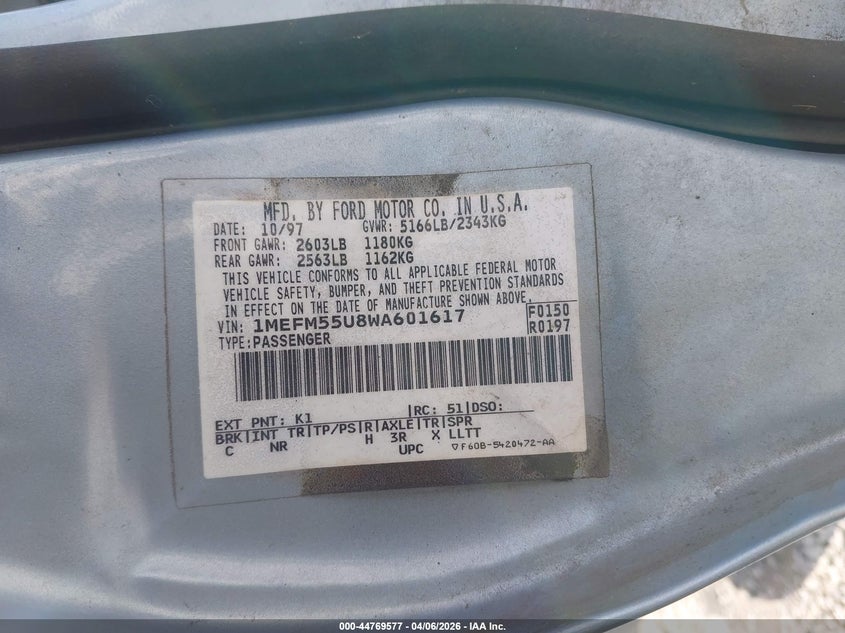 MFD. BY FORD MOTOR CO. IN U.S.A.
DATE: 10/97 GVWR: 5166LB/2343KG
FRONT GAWR: 2603LB 1180KG
REAR GAWR: 2563LB 1162KG
THIS VEHICLE CONFORMS TO ALL APPLICABLE FEDERAL MOTOR
VEHICLE SAFETY, BUMPER, AND THEFT PREVENTION STANDARDS
IN EFFECT ON THE DATE OF MANUFACTURE SHOWN ABOVE.
VIN: 1MEFM55U8WA601617 F0150
TYPE: PASSENGER R0197
EXT PNT: K1 |RC: 51|DSO:
BRK|INT TR|TP/PS|R|AXLE|TR|SPR
C NR H 3R X LLTT
UPC ▽F60B-5420472-AA
000-44769577 - 04/06/2026 - IAA Inc.